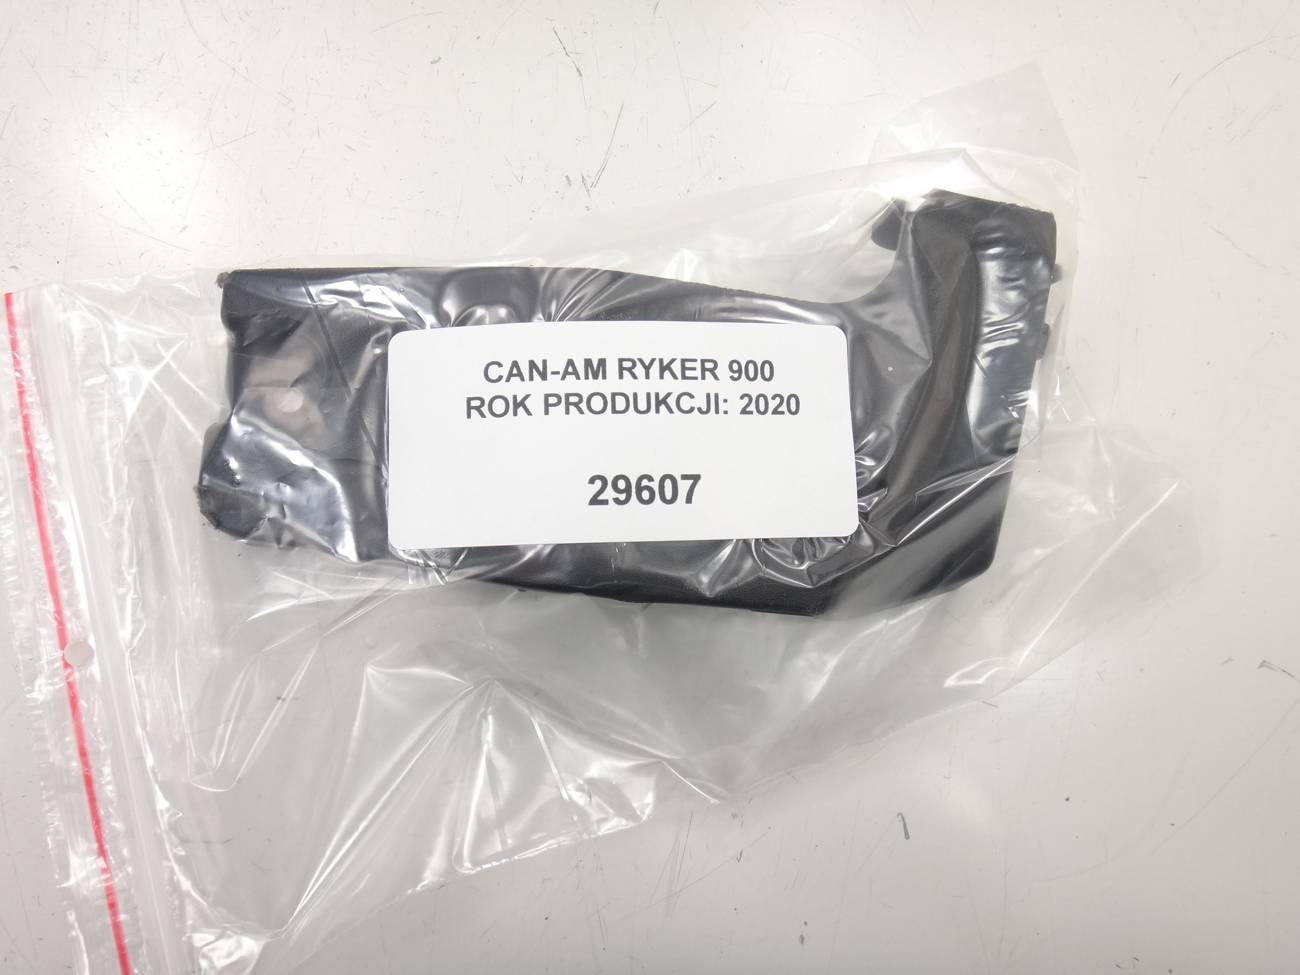 CAN-AM RYKER 900
ROK PRODUKCJI: 2020
29607